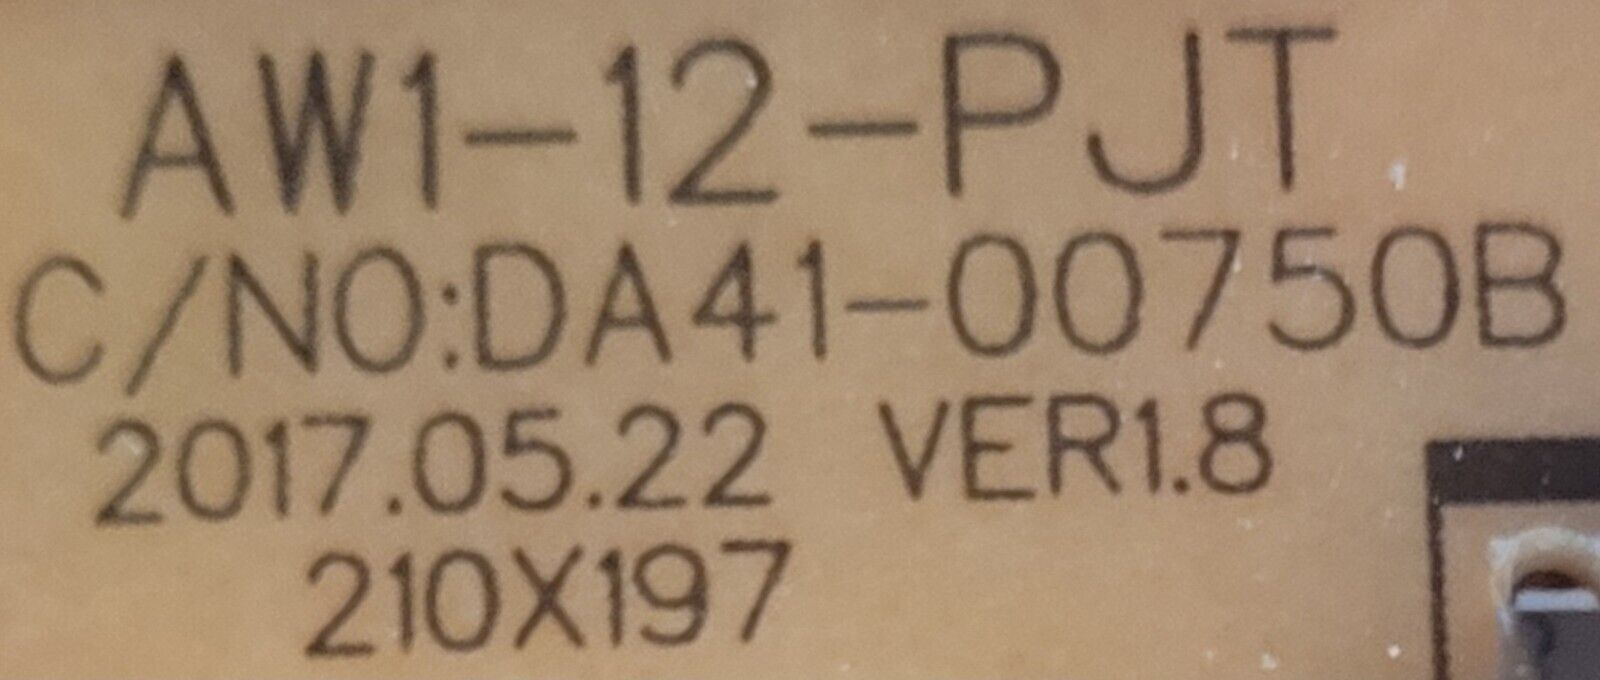 AW1-12-PJT
C/NO:DA41-00750B
2017.05.22 VER1.8
210X197